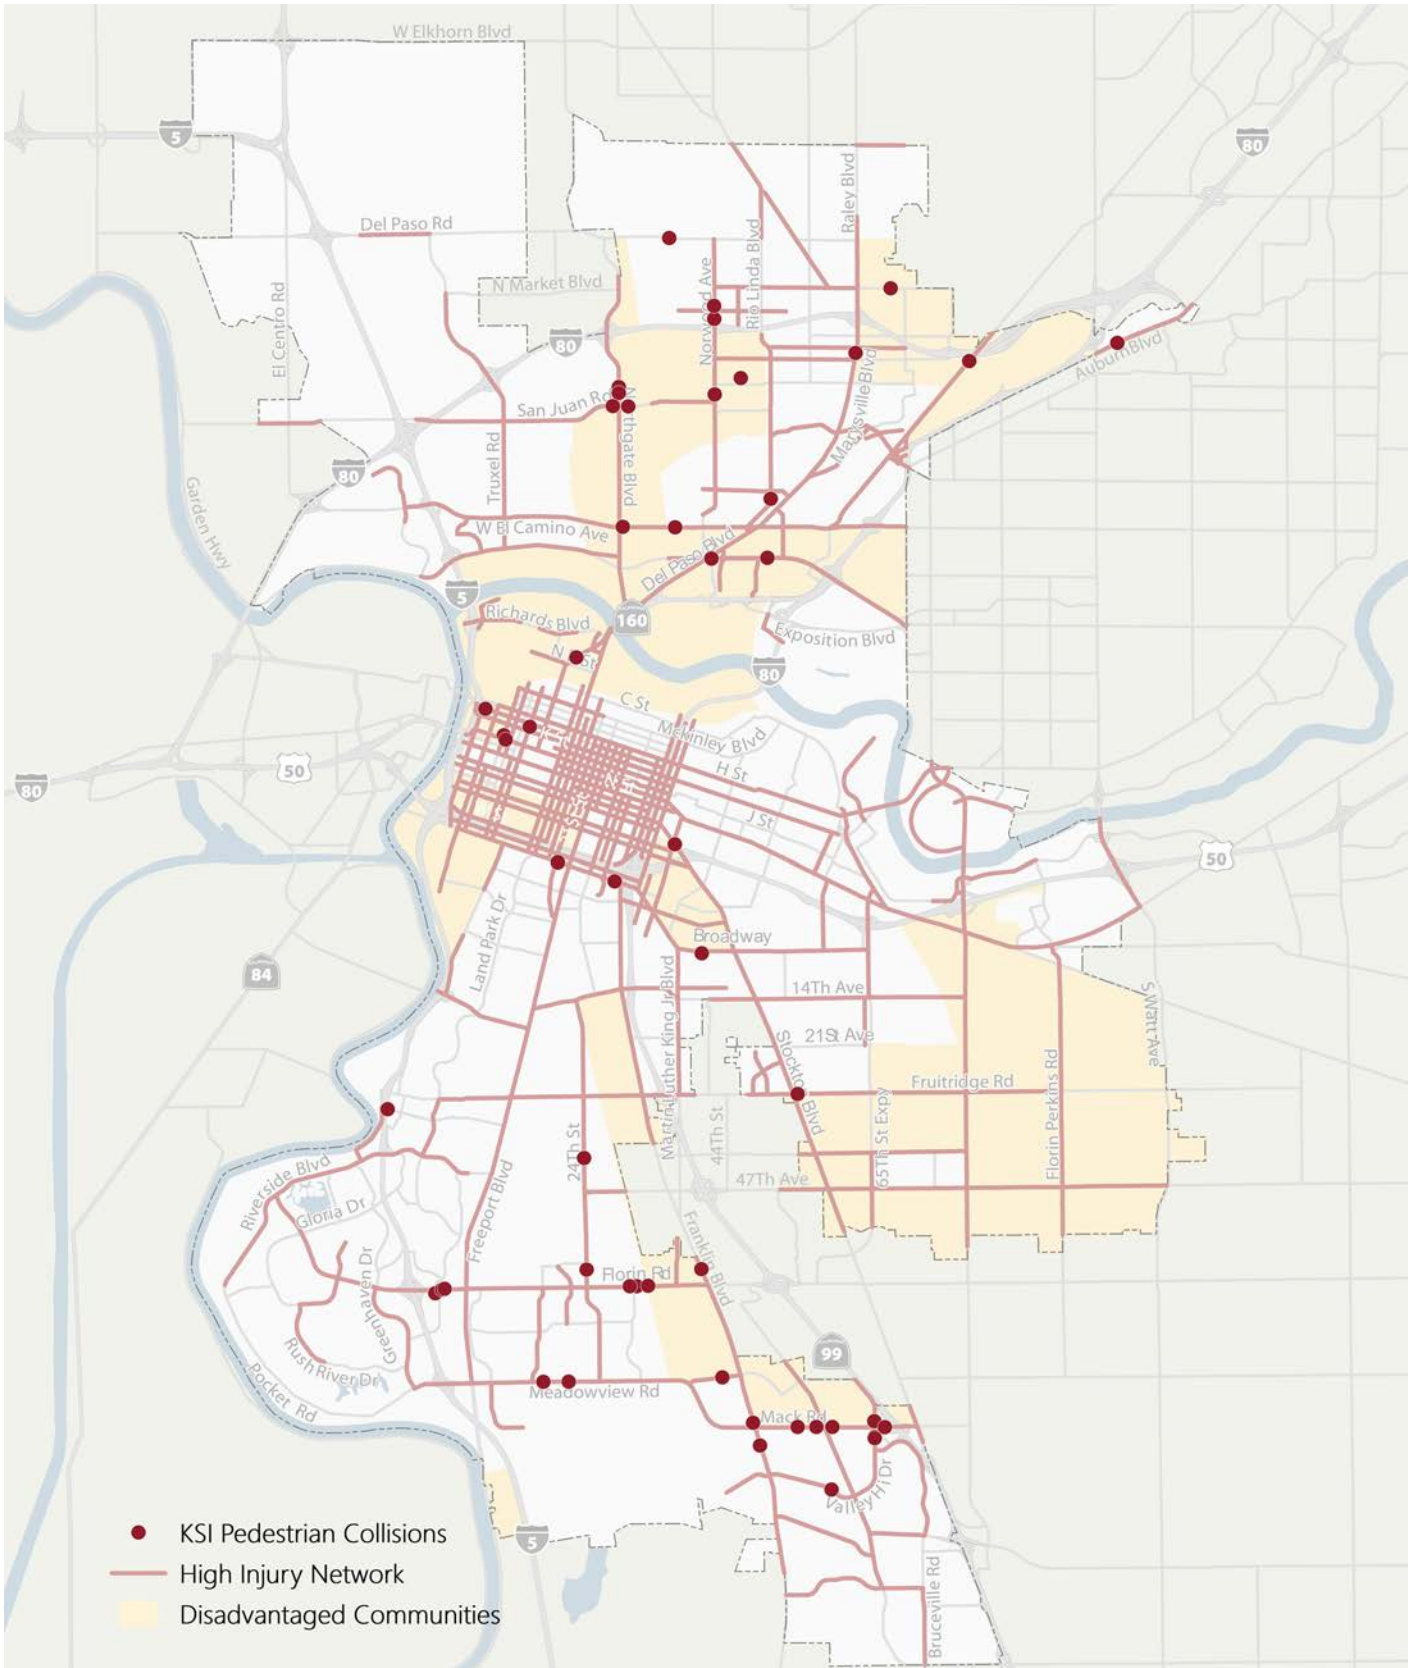 W Elkhorn Blvd
5
80
Raley Blvd
Del Paso Rd
Rio Linda Blvd
N Market Blvd
Norwood Ave
El Centro Rd
80
Auburn Blvd
San Juan Rd
Marysville Blvd
Northgate Blvd
Truxel Rd
80
Garden Hwy
W El Camino Ave
Del Paso Blvd
5
Richards Blvd
160
Exposition Blvd
80
C St
Mckinley Blvd
50
H St
80
J St
50
Land Park Dr
Broadway
84
14Th Ave
S Watt Ave
Martin Luther King Jr Blvd
21St Ave
Stockton Blvd
Fruitridge Rd
Florin Perkins Rd
65Th St Expy
44Th St
24Th St
47Th Ave
Riverside Blvd
Gloria Dr
Freeport Blvd
Franklin Blvd
Florin Rd
Greenhaven Dr
99
Rush River Dr
Pocket Rd
Meadowview Rd
Mack Rd
Valley Hi Dr
5
Bruceville Rd
KSI Pedestrian Collisions
High Injury Network
Disadvantaged Communities